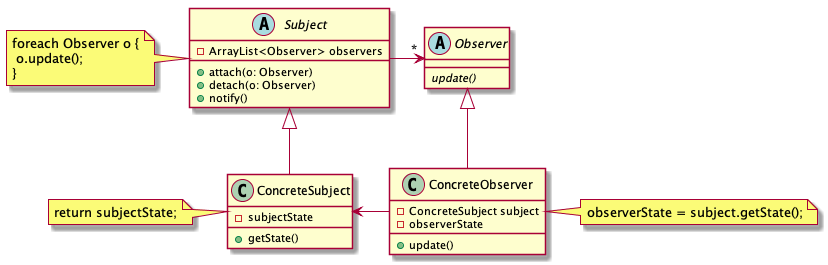 foreach Observer o {
o.update();
}
A Subject
ArrayList<Observer> observers
attach(o: Observer)
detach(o: Observer)
notify()
*
A Observer
update()
return subjectState;
C ConcreteSubject
subjectState
getState()
C ConcreteObserver
ConcreteSubject subject
observerState
update()
observerState = subject.getState();